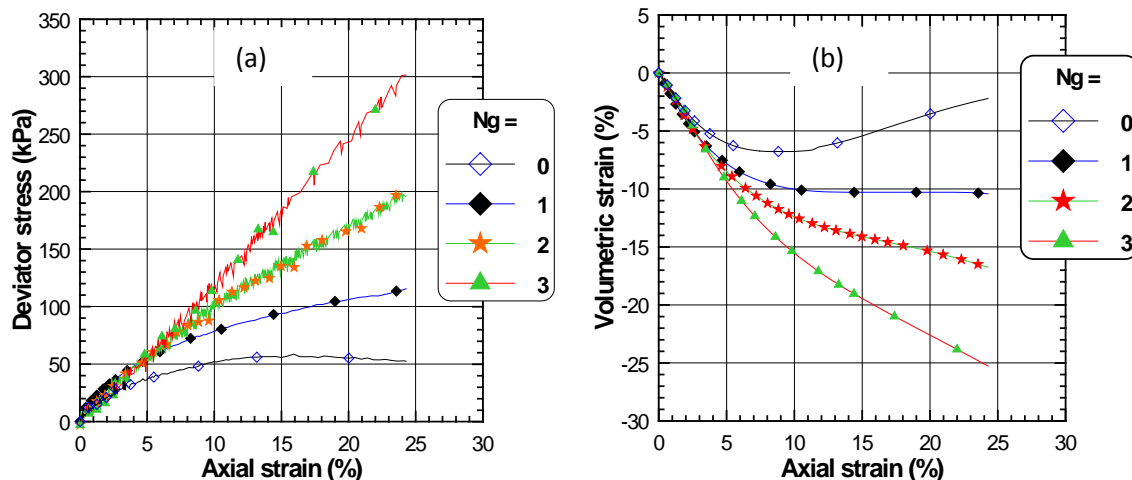 (a)
350
300
250
200
150
100
50
0
Deviator stress (kPa)
0 5 10 15 20 25 30
Axial strain (%)
Ng =
0
1
2
3
(b)
0
-5
-10
-15
-20
-25
-30
Volumetric strain (%)
0 5 10 15 20 25 30
Axial strain (%)
Ng =
0
1
2
3